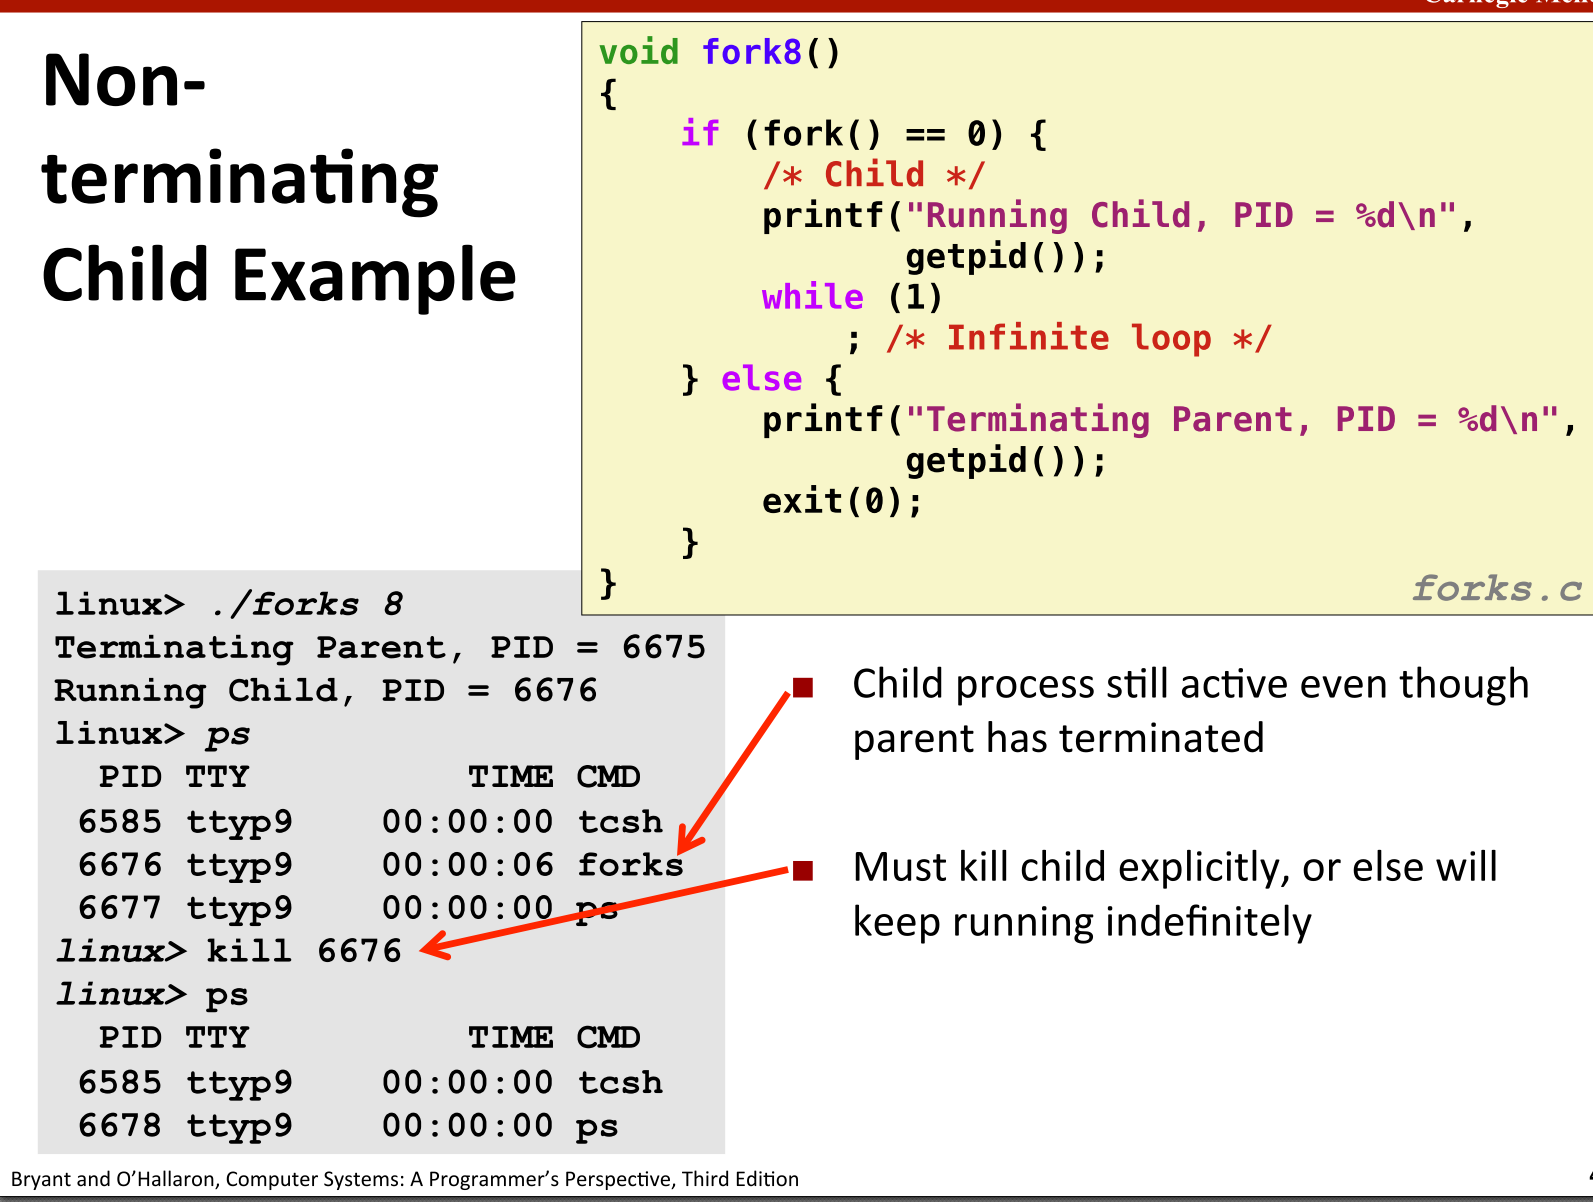 Non-
terminating
Child Example
void fork8()
{
    if (fork() == 0) {
        /* Child */
        printf("Running Child, PID = %d\n",
               getpid());
        while (1)
            ; /* Infinite loop */
    } else {
        printf("Terminating Parent, PID = %d\n",
               getpid());
        exit(0);
    }
}
forks.c
linux> ./forks 8
Terminating Parent, PID = 6675
Running Child, PID = 6676
linux> ps
  PID TTY          TIME CMD
 6585 ttyp9    00:00:00 tcsh
 6676 ttyp9    00:00:06 forks
 6677 ttyp9    00:00:00 ps
linux> kill 6676
linux> ps
  PID TTY          TIME CMD
 6585 ttyp9    00:00:00 tcsh
 6678 ttyp9    00:00:00 ps
Child process still active even though
parent has terminated
Must kill child explicitly, or else will
keep running indefinitely
Bryant and O'Hallaron, Computer Systems: A Programmer's Perspective, Third Edition